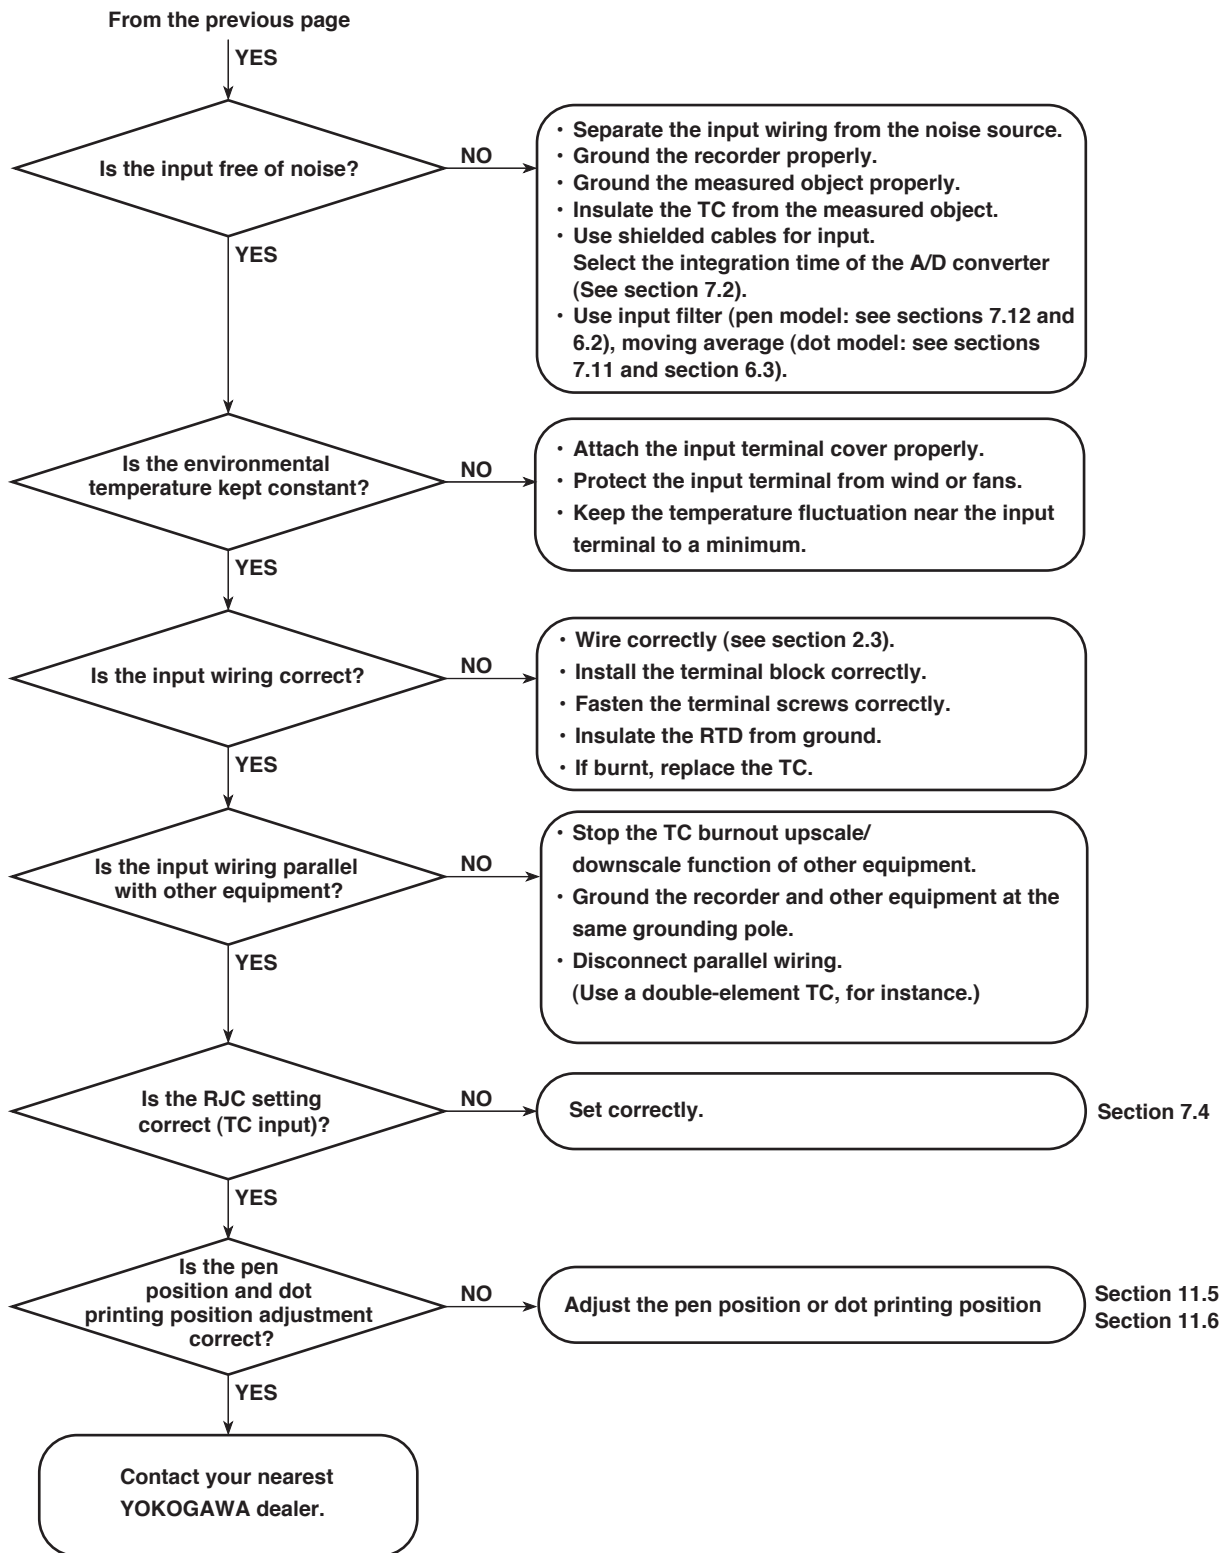 From the previous page
YES
Is the input free of noise?
NO
・ Separate the input wiring from the noise source.
・ Ground the recorder properly.
・ Ground the measured object properly.
・ Insulate the TC from the measured object.
・ Use shielded cables for input.
Select the integration time of the A/D converter
(See section 7.2).
・ Use input filter (pen model: see sections 7.12 and
6.2), moving average (dot model: see sections
7.11 and section 6.3).
YES
Is the environmental
temperature kept constant?
NO
・ Attach the input terminal cover properly.
・ Protect the input terminal from wind or fans.
・ Keep the temperature fluctuation near the input
terminal to a minimum.
YES
Is the input wiring correct?
NO
・ Wire correctly (see section 2.3).
・ Install the terminal block correctly.
・ Fasten the terminal screws correctly.
・ Insulate the RTD from ground.
・ If burnt, replace the TC.
YES
Is the input wiring parallel
with other equipment?
NO
・ Stop the TC burnout upscale/
downscale function of other equipment.
・ Ground the recorder and other equipment at the
same grounding pole.
・ Disconnect parallel wiring.
(Use a double-element TC, for instance.)
YES
Is the RJC setting
correct (TC input)?
NO
Set correctly.
Section 7.4
YES
Is the pen
position and dot
printing position adjustment
correct?
NO
Adjust the pen position or dot printing position
Section 11.5
Section 11.6
YES
Contact your nearest
YOKOGAWA dealer.